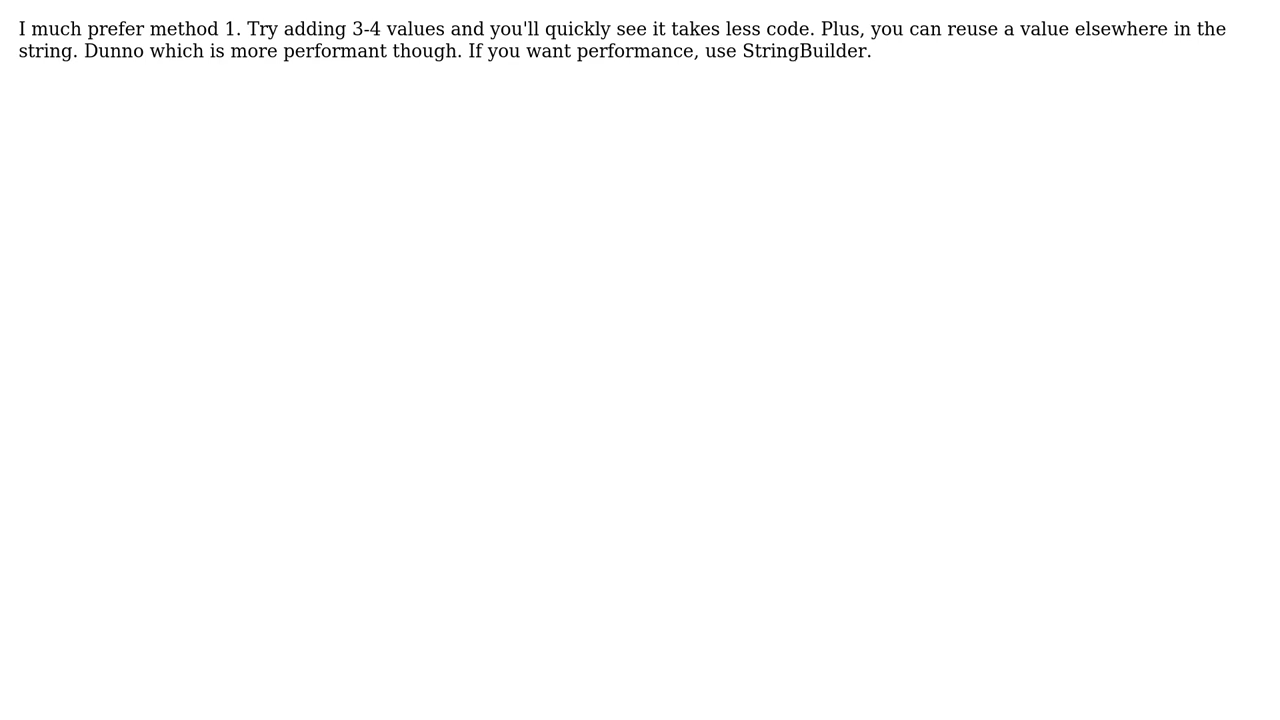 I much prefer method 1. Try adding 3-4 values and you'll quickly see it takes less code. Plus, you can reuse a value elsewhere in the
string. Dunno which is more performant though. If you want performance, use StringBuilder.